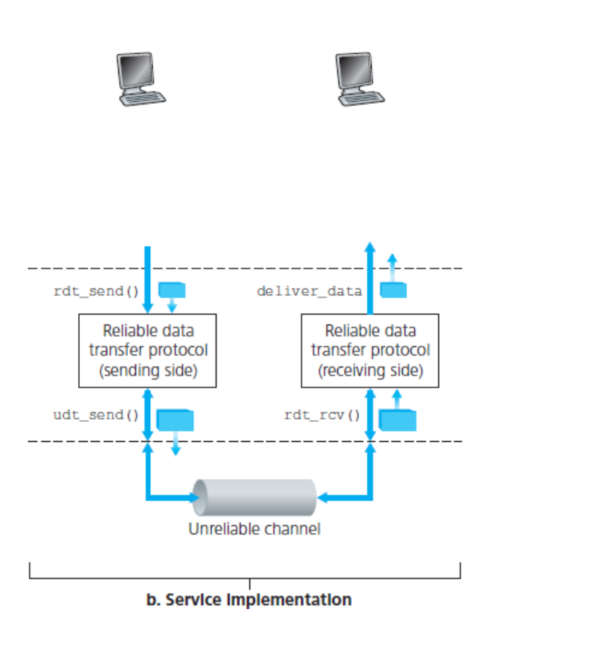 rdt_send()
deliver_data
Reliable data
transfer protocol
(sending side)
Reliable data
transfer protocol
(receiving side)
udt_send()
rdt_rcv()
Unreliable channel
b. Service Implementation